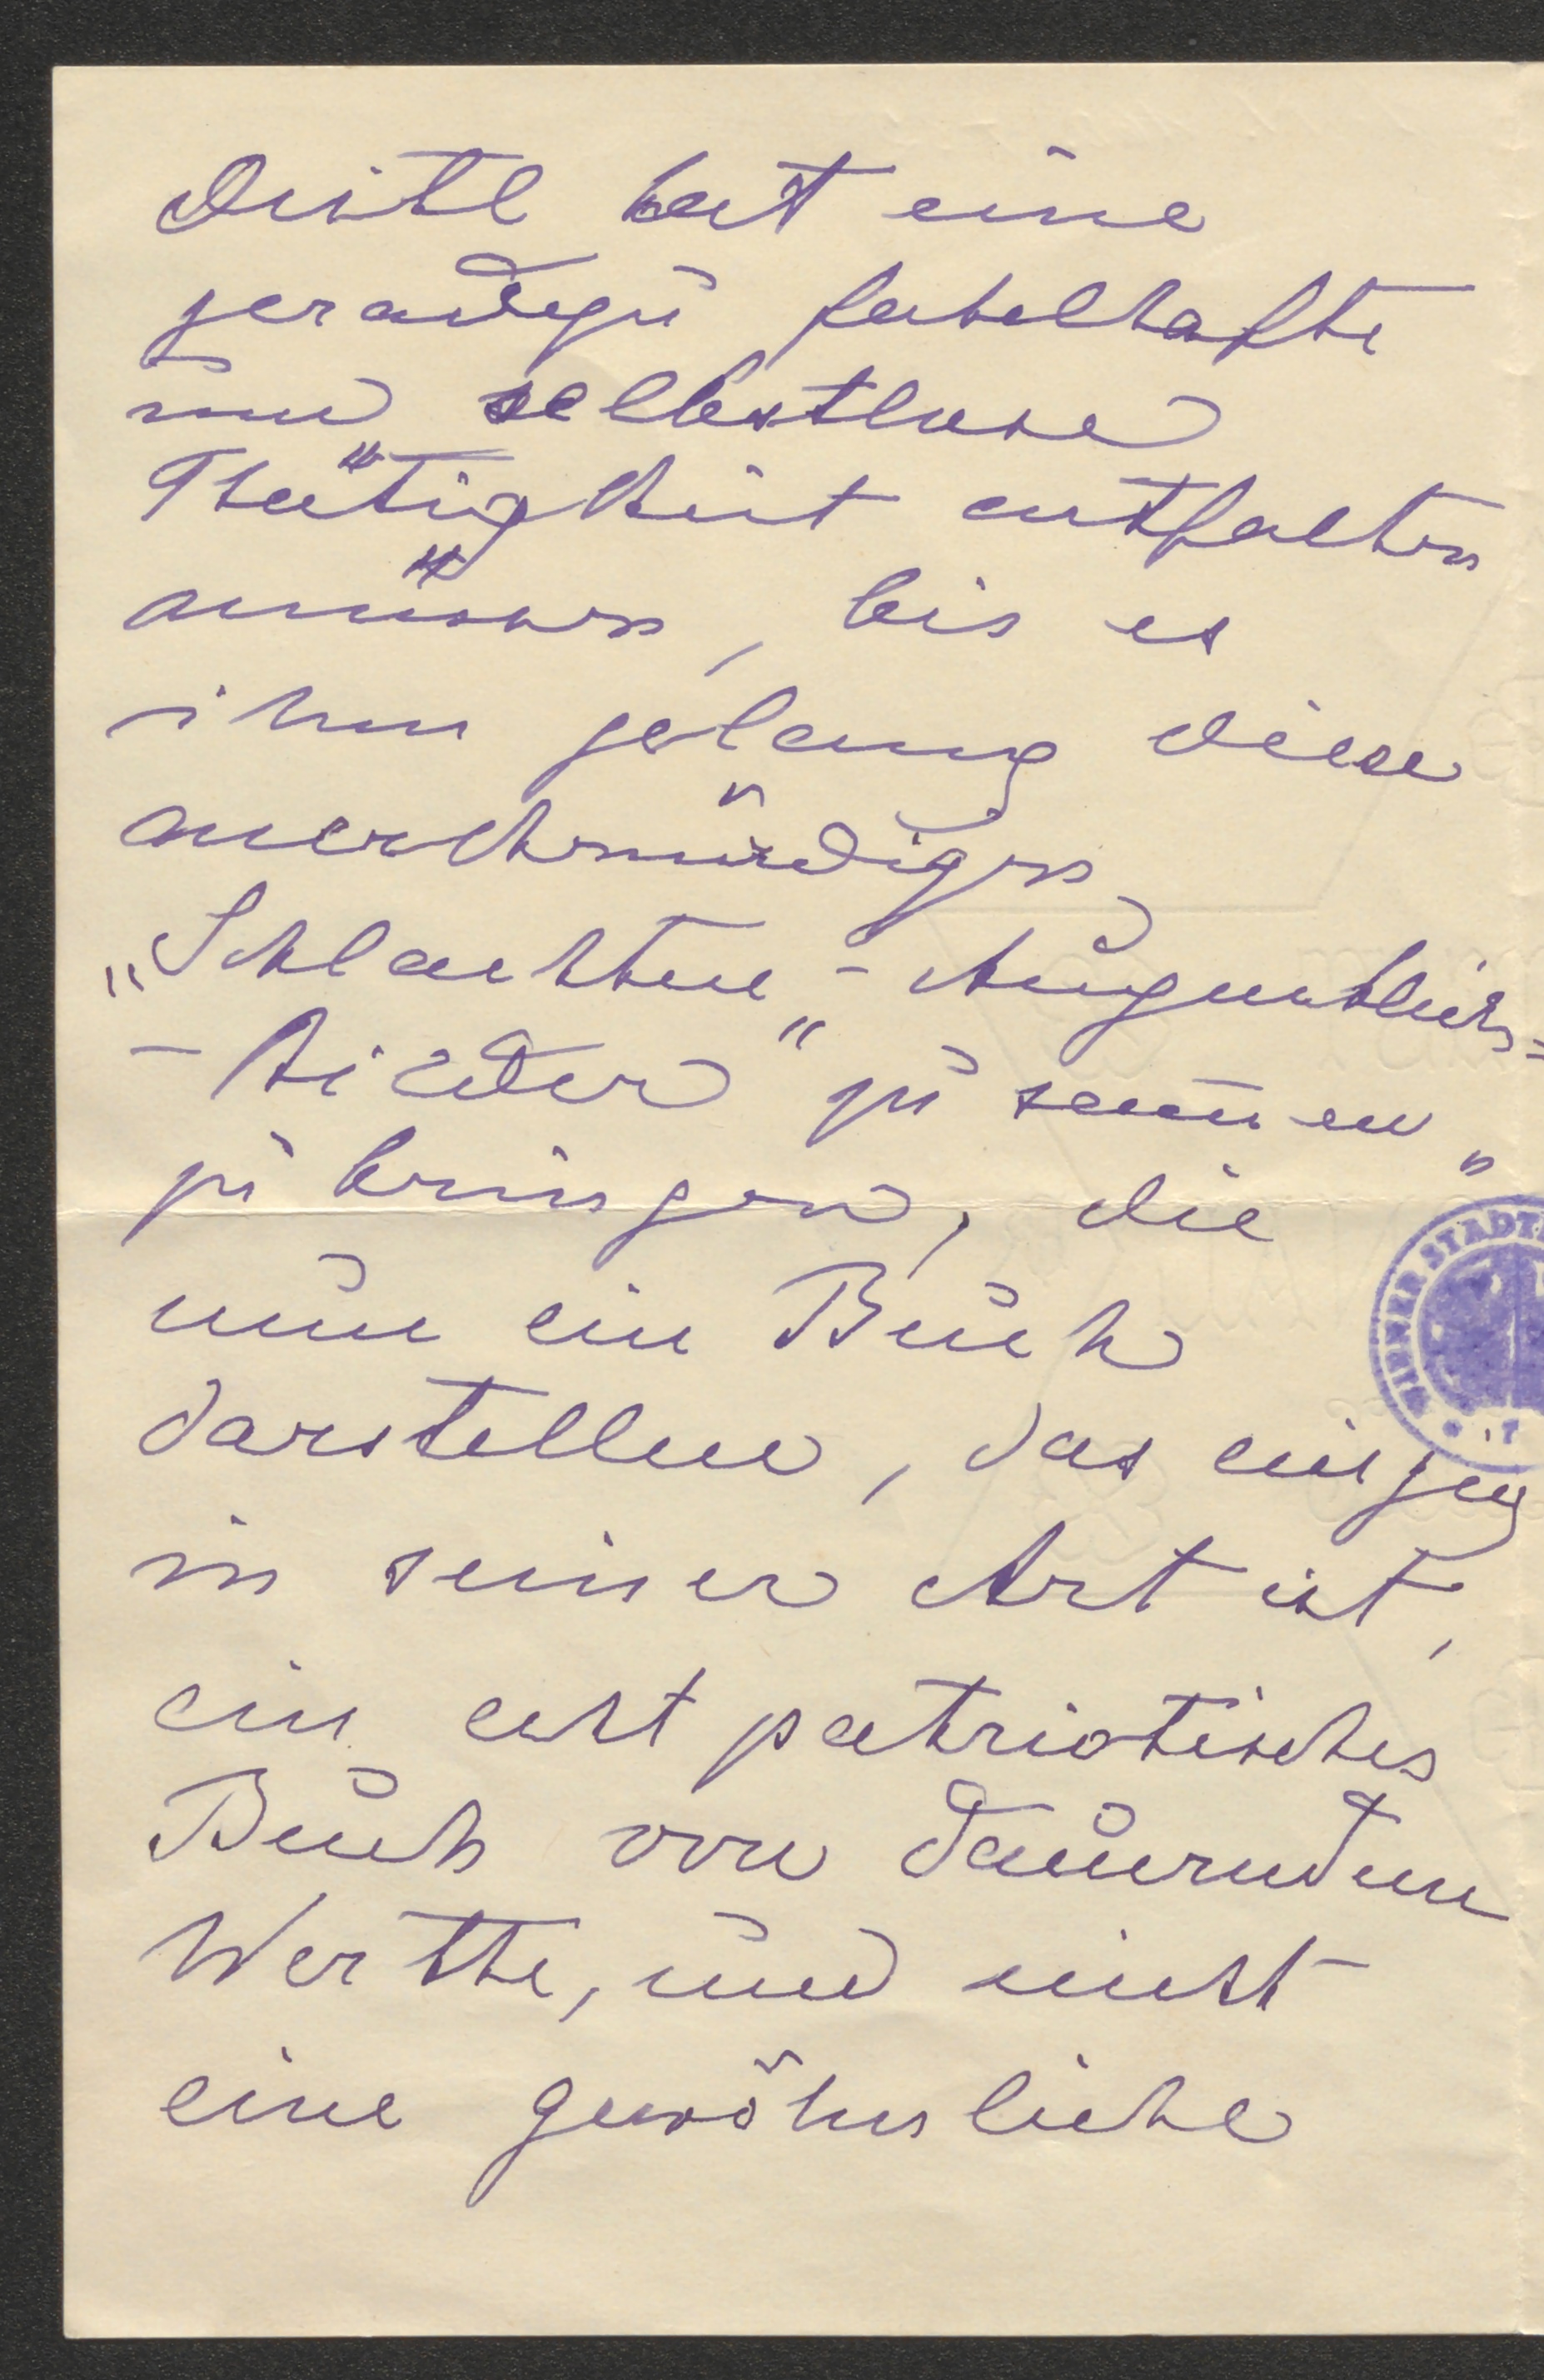 hat eine
geradezu fabelhafte
und selbstlose
Thätigkeit entfalten
müssen, bis es
ihm gelang diese
merkwürdigen
„Schlachten-Augenblicks=
-Bilder" zu sammeln
zu bringen, die
nun ein Buch
darstellen, das einzig
in seiner Art ist,
ein echt patriotisches
Buch von dauerndem
Werthe, und nicht
eine gewöhnliche
WIENER STADT